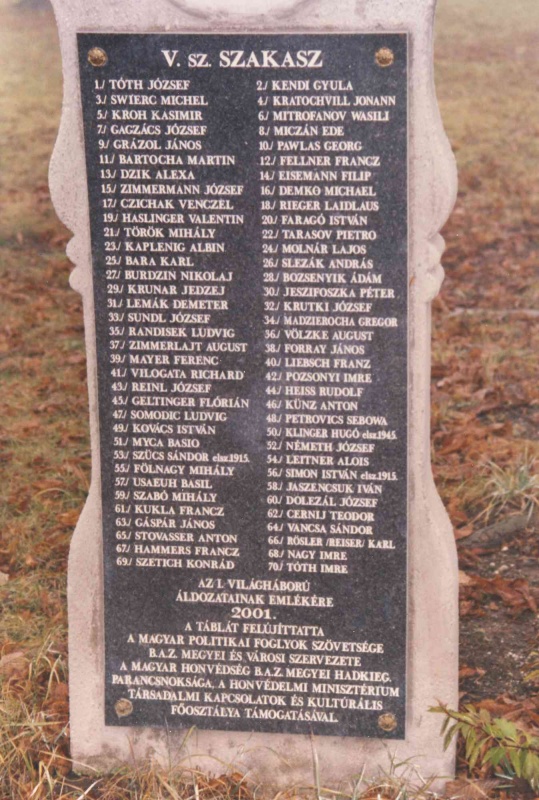 V. SZ. SZAKASZ
1./ TÓTH JÓZSEF 2./ KENDI GYULA
3./ SWIERC MICHEL 4./ KRATOCHVILL JONANN
5./ KROH KASIMIR 6./ MITROFANOV WASILI
7./ GAGZÁCS JÓZSEF 8./ MICZÁN EDE
9./ GRÁZOL JÁNOS 10./ PAWLAS GEORG
11./ BARTOCHA MARTIN 12./ FELLNER FRANCZ
13./ DZIK ALEXA 14./ EISEMANN FILIP
15./ ZIMMERMANN JÓZSEF 16./ DEMKO MICHAEL
17./ CZICHAK VENCZEL 18./ RIEGER LAIDLAUS
19./ HASLINGER VALENTIN 20./ FARAGÓ ISTVÁN
21./ TÖRÖK MIHÁLY 22./ TARASOV PIETRO
23./ KAPLENIG ALBIN 24./ MOLNÁR LAJOS
25./ BARA KARL 26./ SLEZÁK ANDRÁS
27./ BURDZIN NIKOLAJ 28./ BOZSENYIK ÁDÁM
29./ KRUNAR JEDZEJ 30./ JESZIFOSZKA PÉTER
31./ LEMÁK DEMETER 32./ KRUTKI JÓZSEF
33./ SUNDL JÓZSEF 34./ MADZIEROCHA GREGOR
35./ RANDISEK LUDVIG 36./ VÖLZKE AUGUST
37./ ZIMMERLAJT AUGUST 38./ FORRAY JÁNOS
39./ MAYER FERENC 40./ LIEBSCH FRANZ
41./ VILOGATA RICHARD 42./ POZSONYI IMRE
43./ REINL JÓZSEF 44./ HEISS RUDOLF
45./ GELTINGER FLÓRIÁN 46./ KÜNZ ANTON
47./ SOMODIC LUDVIG 48./ PETROVICS SEBOWA
49./ KOVÁCS ISTVÁN 50./ KLINGER HUGÓ elsz.1945.
51./ MYCA BASIO 52./ NÉMETH JÓZSEF
53./ SZÜCS SÁNDOR elsz.1915. 54./ LEITNER ALOIS
55./ FÖLNAGY MIHÁLY 56./ SIMON ISTVÁN elsz.1915.
57./ USAEUH BASIL 58./ JASZENCSUK IVÁN
59./ SZABÓ MIHÁLY 60./ DOLEZÁL JÓZSEF
61./ KUKLA FRANCZ 62./ CERNIJ TEODOR
63./ GÁSPÁR JÁNOS 64./ VANCSA SÁNDOR
65./ STOVASSER ANTON 66./ RÖSLER /REISER/ KARL
67./ HAMMERS FRANCZ 68./ NAGY IMRE
69./ SZETICH KONRÁD 70./ TÓTH IMRE
AZ I. VILÁGHÁBORÚ
ÁLDOZATAINAK EMLÉKÉRE
2001.
A TÁBLÁT FELÚJÍTTATTA
A MAGYAR POLITIKAI FOGLYOK SZÖVETSÉGE
B.A.Z. MEGYEI ÉS VÁROSI SZERVEZETE
A MAGYAR HONVÉDSÉG B.A.Z. MEGYEI HADKIEG.
PARANCSNOKSÁGA, A HONVÉDELMI MINISZTÉRIUM
TÁRSADALMI KAPCSOLATOK ÉS KULTÚRÁLIS
FŐOSZTÁLYA TÁMOGATÁSÁVAL